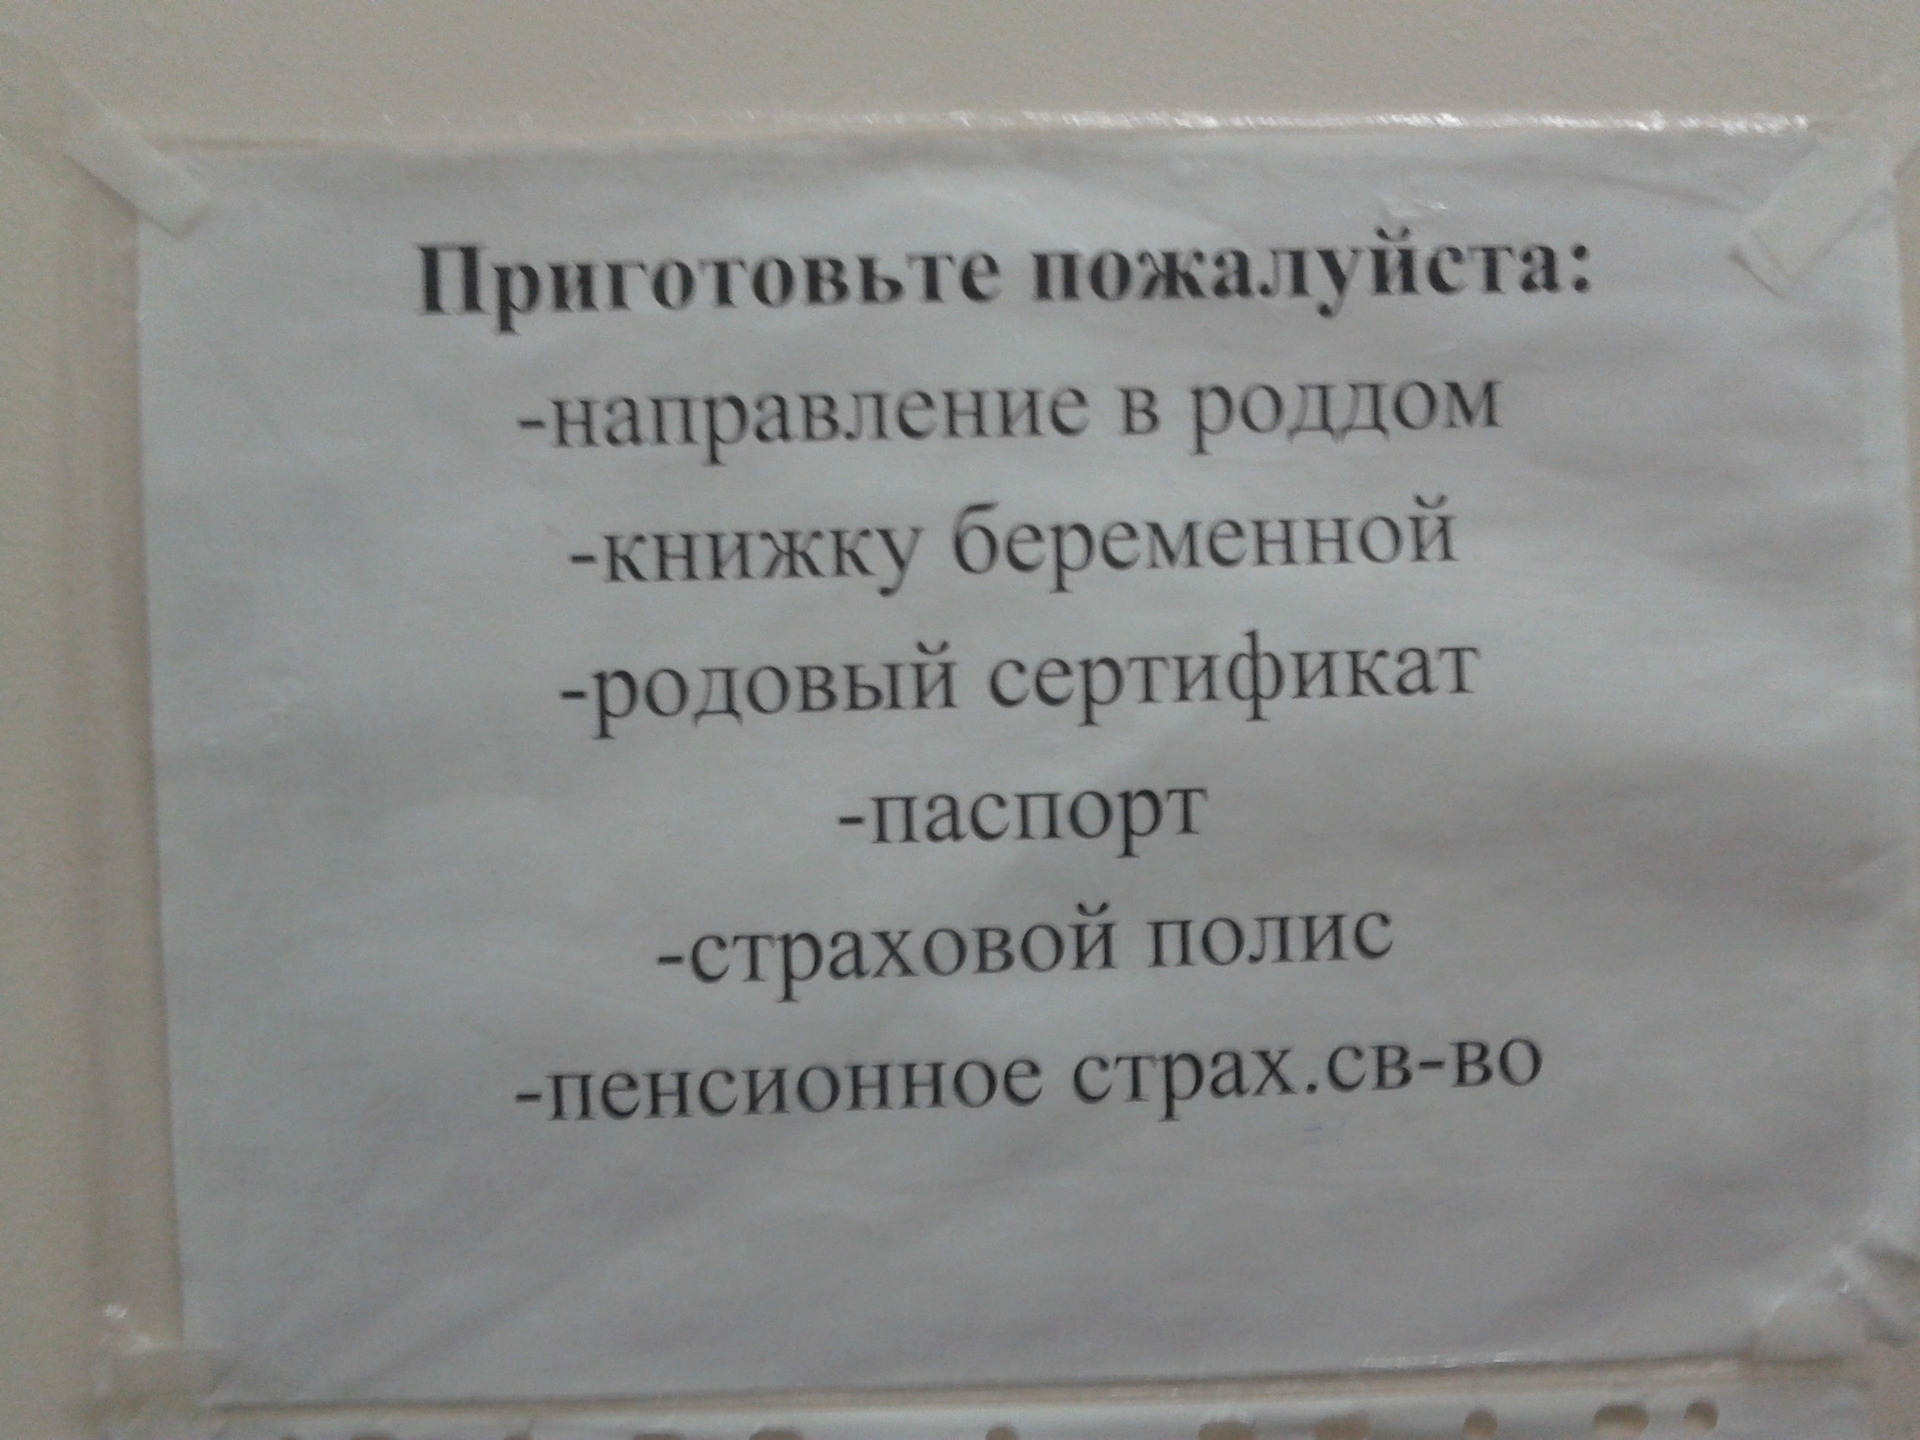 Приготовьте пожалуйста:
-направление в роддом
-книжку беременной
-родовый сертификат
-паспорт
-страховой полис
-пенсионное страх.св-во